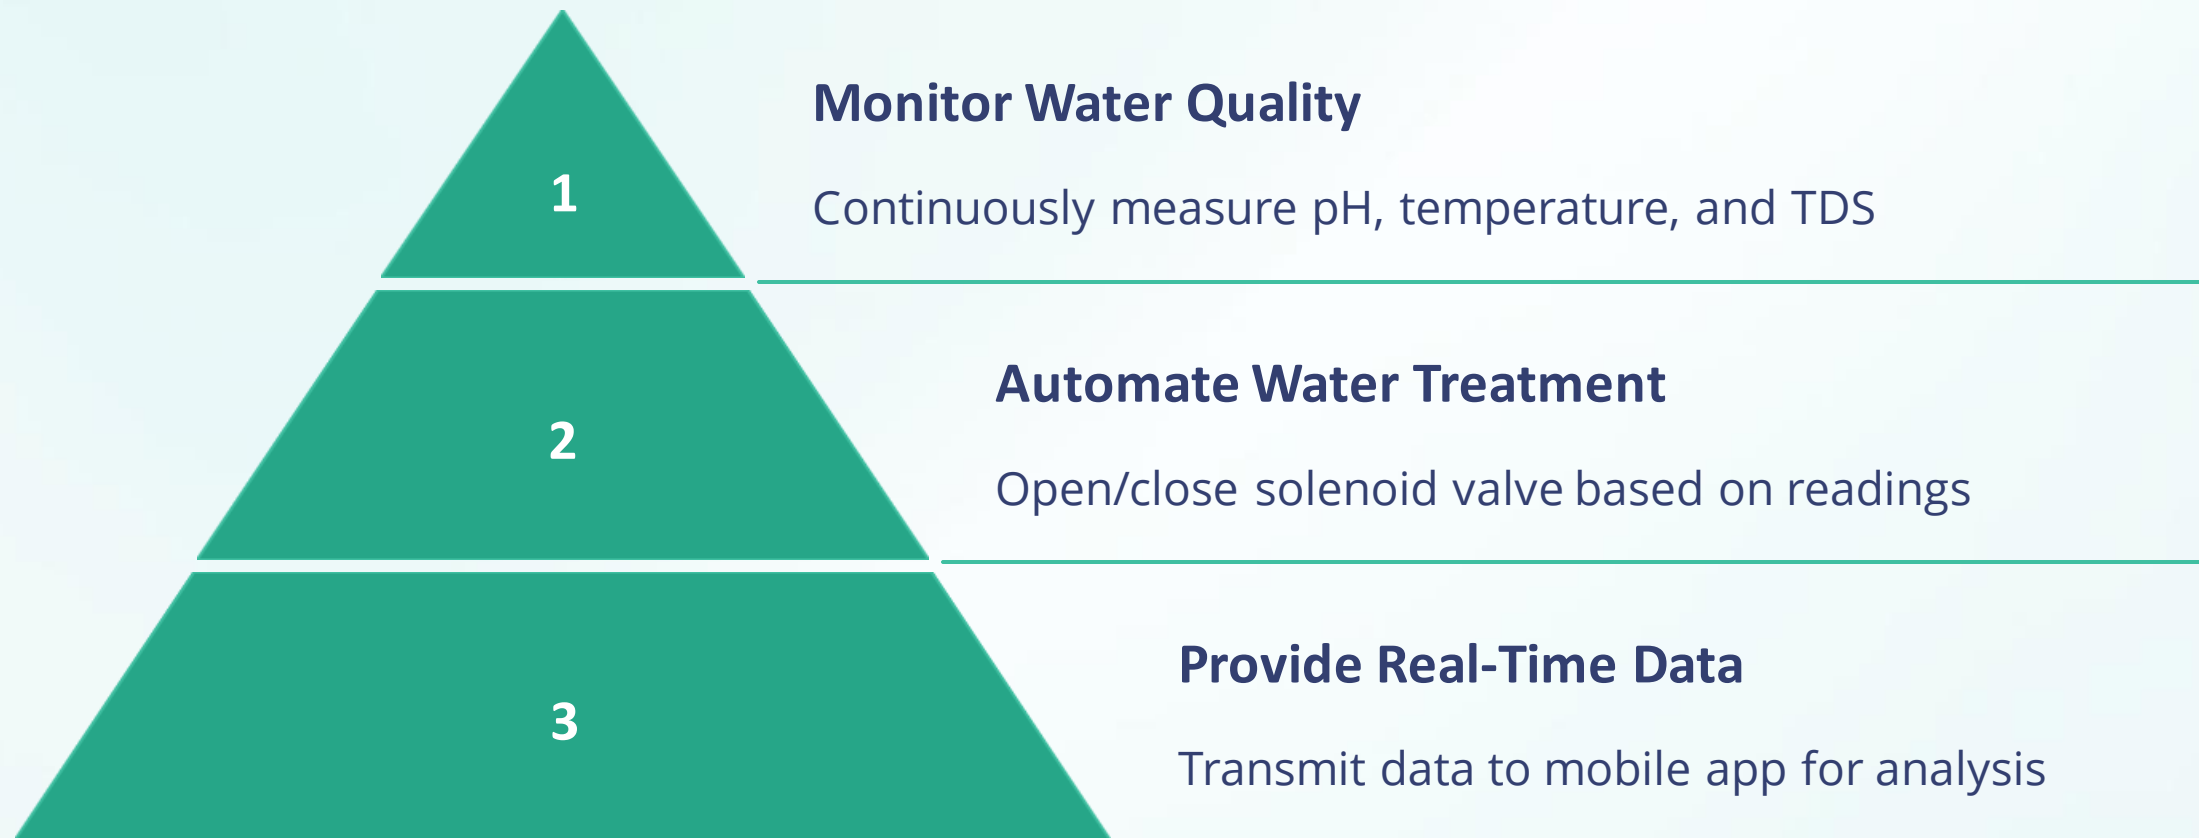 1
Monitor Water Quality
Continuously measure pH, temperature, and TDS
2
Automate Water Treatment
Open/close solenoid valve based on readings
3
Provide Real-Time Data
Transmit data to mobile app for analysis